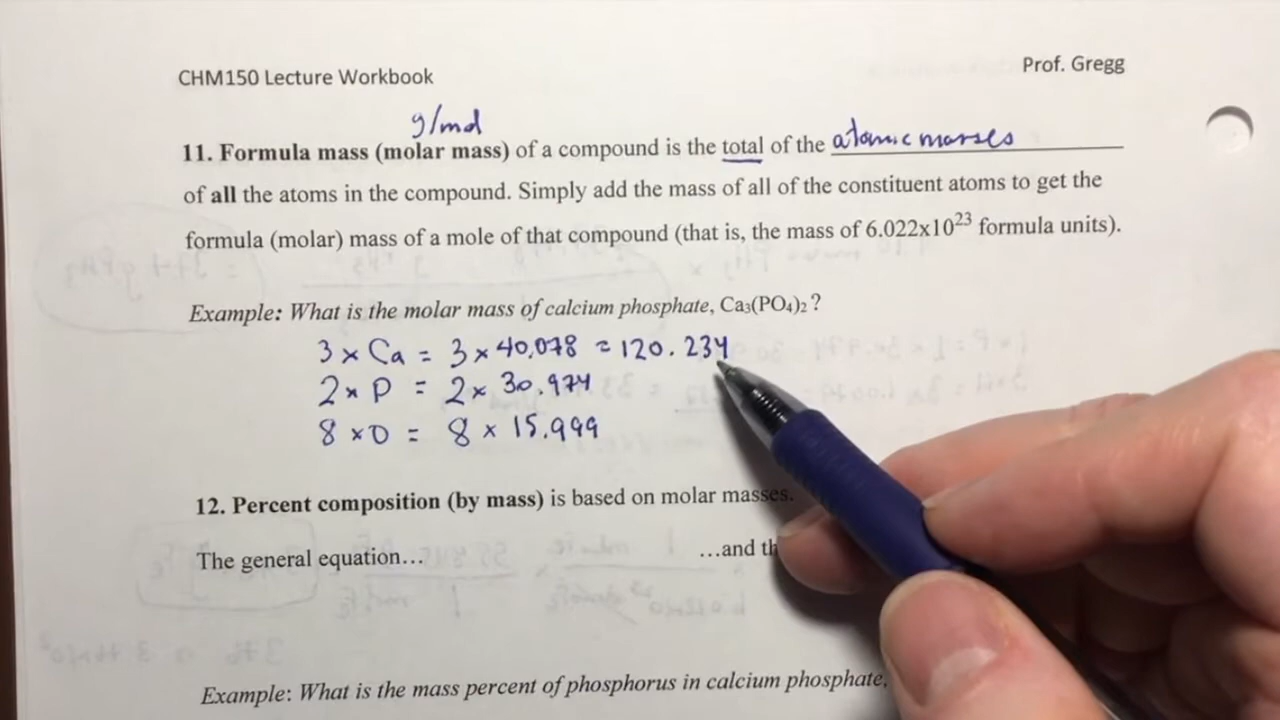 CHM150 Lecture Workbook
Prof. Gregg
g/mol
11. Formula mass (molar mass) of a compound is the total of the atomic masses
of all the atoms in the compound. Simply add the mass of all of the constituent atoms to get the
formula (molar) mass of a mole of that compound (that is, the mass of 6.022x10²³ formula units).
Example: What is the molar mass of calcium phosphate, Ca₃(PO₄)₂ ?
3 × Ca = 3 × 40.078 = 120.234
2 × P = 2 × 30.974
8 × O = 8 × 15.999
12. Percent composition (by mass) is based on molar masses.
The general equation… …and th
Example: What is the mass percent of phosphorus in calcium phosphate,